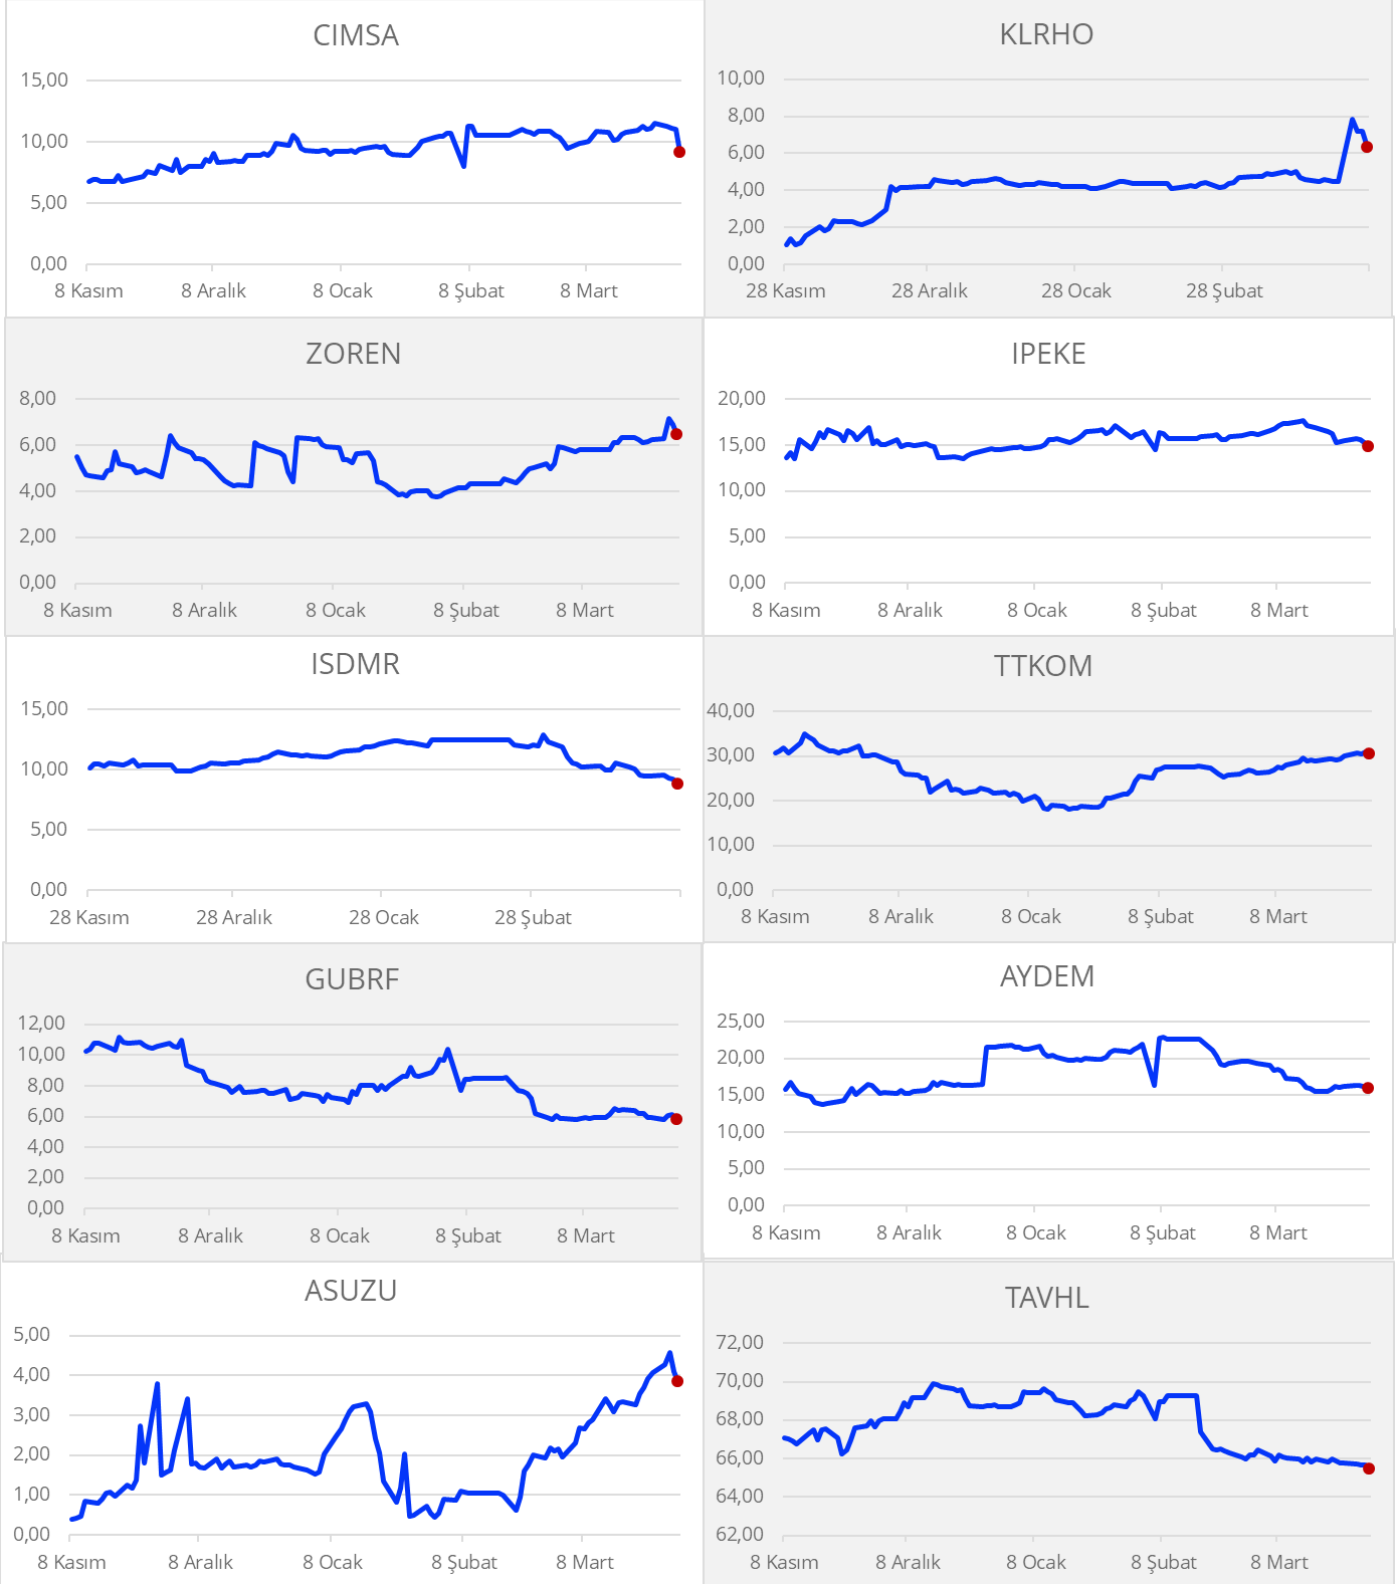 CIMSA
15,00
10,00
5,00
0,00
8 Kasım 8 Aralık 8 Ocak 8 Şubat 8 Mart
KLRHO
10,00
8,00
6,00
4,00
2,00
0,00
28 Kasım 28 Aralık 28 Ocak 28 Şubat
ZOREN
8,00
6,00
4,00
2,00
0,00
8 Kasım 8 Aralık 8 Ocak 8 Şubat 8 Mart
IPEKE
20,00
15,00
10,00
5,00
0,00
8 Kasım 8 Aralık 8 Ocak 8 Şubat 8 Mart
ISDMR
15,00
10,00
5,00
0,00
28 Kasım 28 Aralık 28 Ocak 28 Şubat
TTKOM
40,00
30,00
20,00
10,00
0,00
8 Kasım 8 Aralık 8 Ocak 8 Şubat 8 Mart
GUBRF
12,00
10,00
8,00
6,00
4,00
2,00
0,00
8 Kasım 8 Aralık 8 Ocak 8 Şubat 8 Mart
AYDEM
25,00
20,00
15,00
10,00
5,00
0,00
8 Kasım 8 Aralık 8 Ocak 8 Şubat 8 Mart
ASUZU
5,00
4,00
3,00
2,00
1,00
0,00
8 Kasım 8 Aralık 8 Ocak 8 Şubat 8 Mart
TAVHL
72,00
70,00
68,00
66,00
64,00
62,00
8 Kasım 8 Aralık 8 Ocak 8 Şubat 8 Mart